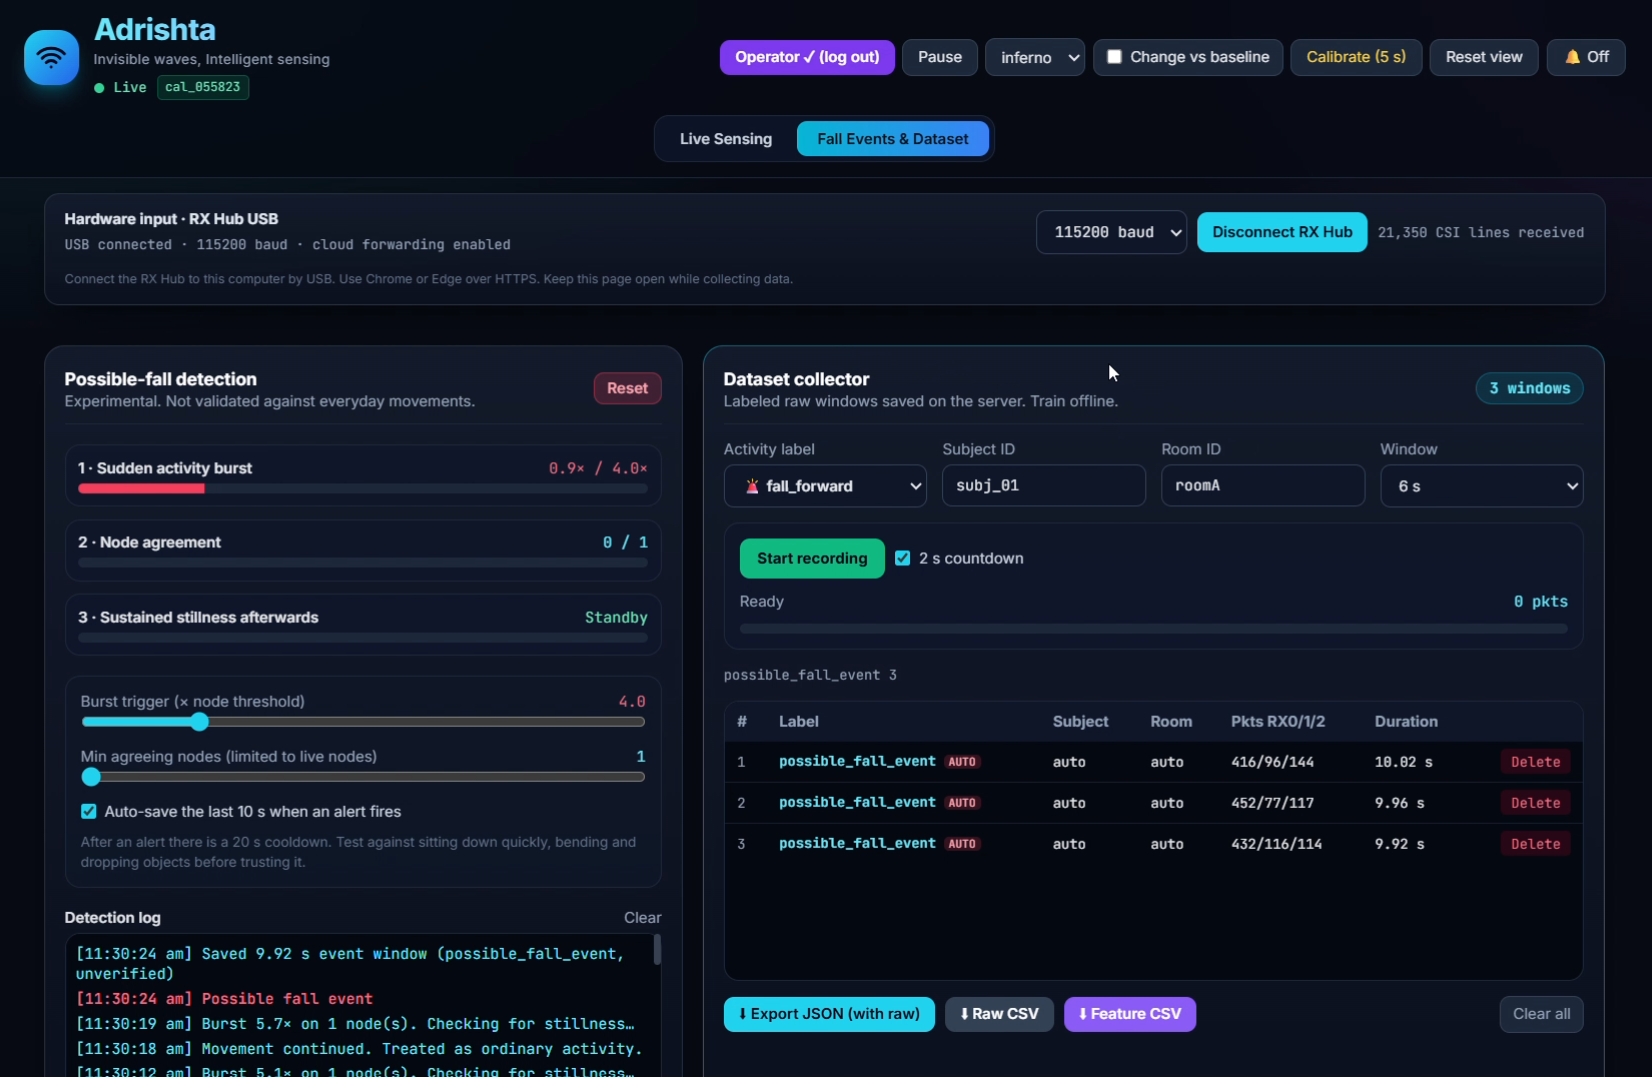 Adrishta
Invisible waves, Intelligent sensing
Live cal_055823
Operator ✓ (log out) Pause inferno Change vs baseline Calibrate (5 s) Reset view 🔔 Off
Live Sensing Fall Events & Dataset
Hardware input · RX Hub USB
USB connected · 115200 baud · cloud forwarding enabled
115200 baud Disconnect RX Hub 21,350 CSI lines received
Connect the RX Hub to this computer by USB. Use Chrome or Edge over HTTPS. Keep this page open while collecting data.
Possible-fall detection
Experimental. Not validated against everyday movements.
Reset
1 · Sudden activity burst 0.9× / 4.0×
2 · Node agreement 0 / 1
3 · Sustained stillness afterwards Standby
Burst trigger (× node threshold) 4.0
Min agreeing nodes (limited to live nodes) 1
Auto-save the last 10 s when an alert fires
After an alert there is a 20 s cooldown. Test against sitting down quickly, bending and
dropping objects before trusting it.
Detection log Clear
[11:30:24 am] Saved 9.92 s event window (possible_fall_event,
unverified)
[11:30:24 am] Possible fall event
[11:30:19 am] Burst 5.7× on 1 node(s). Checking for stillness…
[11:30:18 am] Movement continued. Treated as ordinary activity.
[11:30:12 am] Burst 5.1× on 1 node(s). Checking for stillness…
Dataset collector
Labeled raw windows saved on the server. Train offline.
3 windows
Activity label Subject ID Room ID Window
🚨 fall_forward subj_01 roomA 6 s
Start recording 2 s countdown
Ready 0 pkts
possible_fall_event 3
# Label Subject Room Pkts RX0/1/2 Duration
1 possible_fall_event AUTO auto auto 416/96/144 10.02 s Delete
2 possible_fall_event AUTO auto auto 452/77/117 9.96 s Delete
3 possible_fall_event AUTO auto auto 432/116/114 9.92 s Delete
⬇ Export JSON (with raw) ⬇ Raw CSV ⬇ Feature CSV Clear all